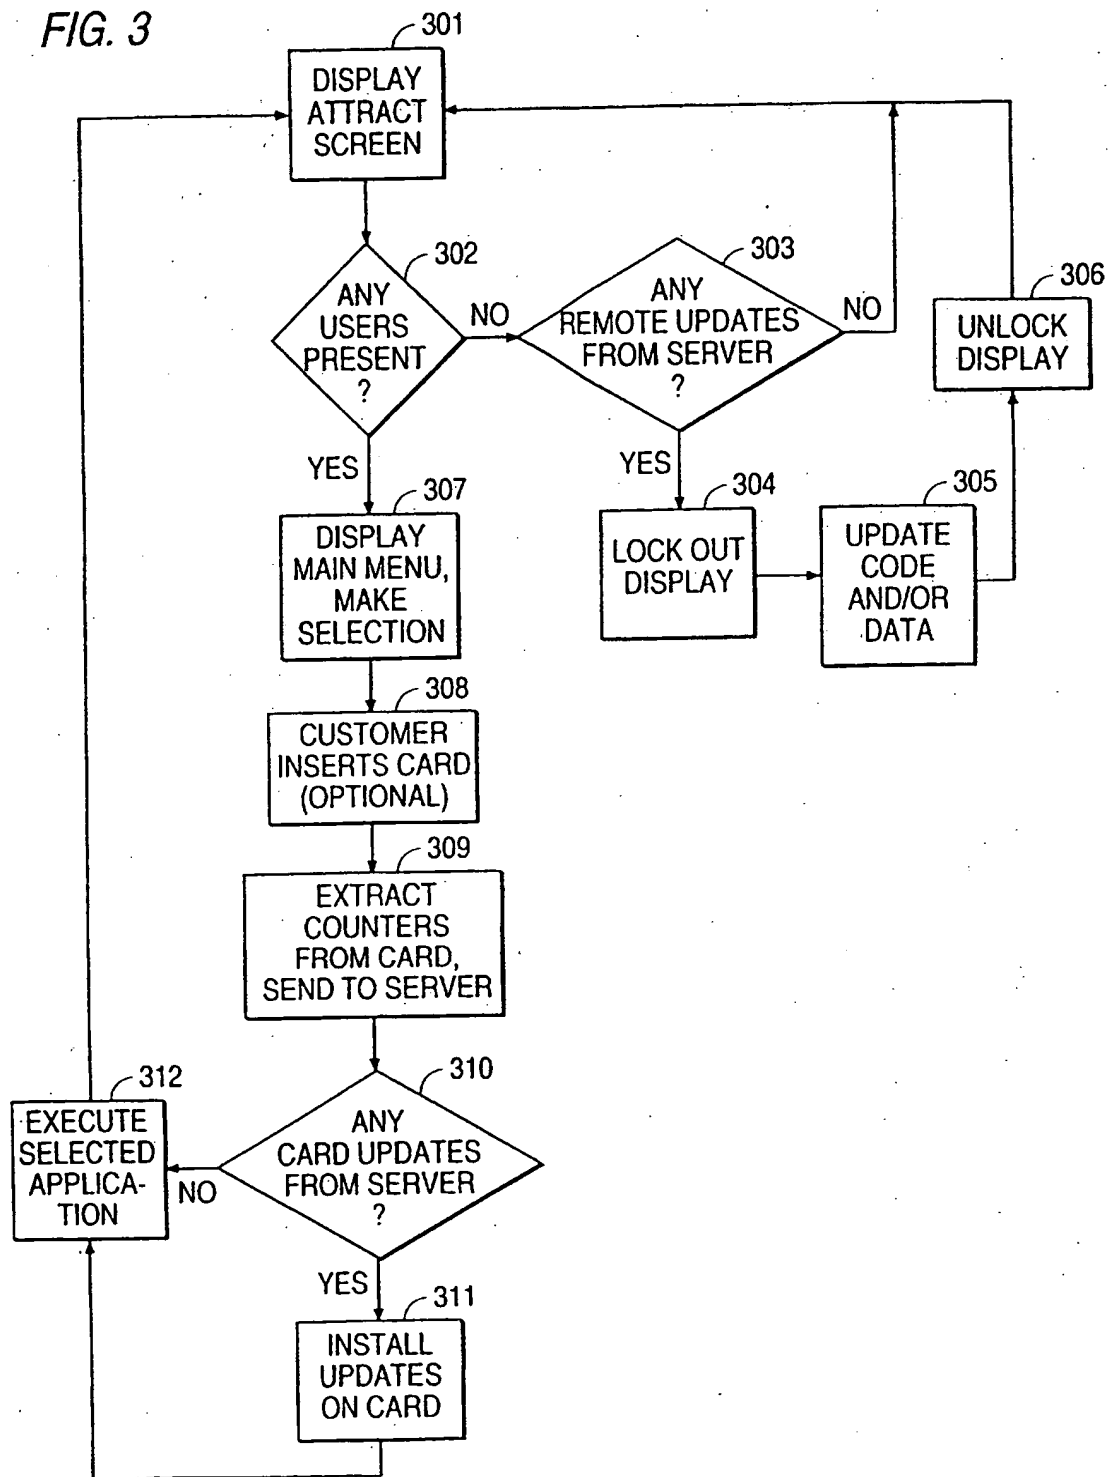 FIG. 3
301
DISPLAY
ATTRACT
SCREEN
302
ANY
USERS
PRESENT
?
NO
303
ANY
REMOTE UPDATES
FROM SERVER
?
NO
306
UNLOCK
DISPLAY
YES
YES
304
LOCK OUT
DISPLAY
305
UPDATE
CODE
AND/OR
DATA
307
DISPLAY
MAIN MENU,
MAKE
SELECTION
308
CUSTOMER
INSERTS CARD
(OPTIONAL)
309
EXTRACT
COUNTERS
FROM CARD,
SEND TO SERVER
310
ANY
CARD UPDATES
FROM SERVER
?
NO
312
EXECUTE
SELECTED
APPLICA-
TION
YES
311
INSTALL
UPDATES
ON CARD